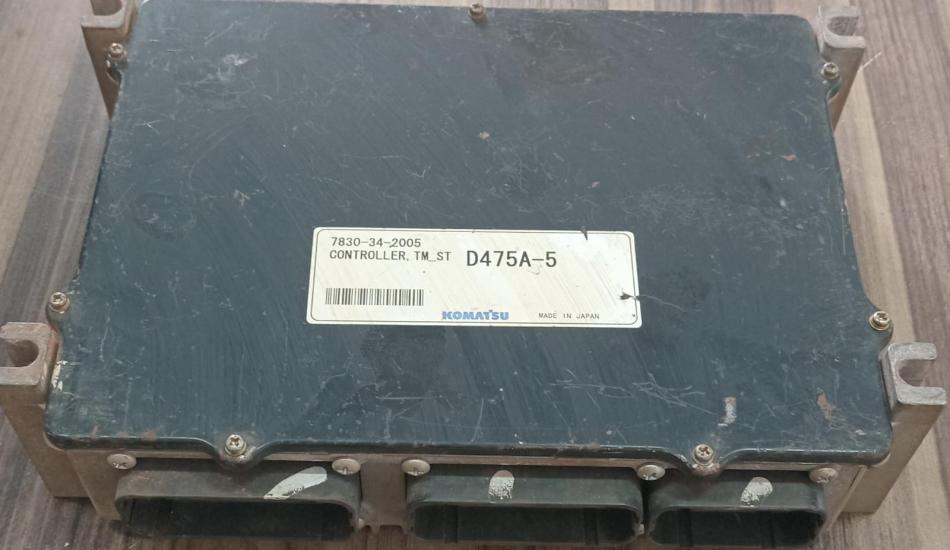 7830-34-2005
CONTROLLER, TM_ST D475A-5
KOMATSU MADE IN JAPAN